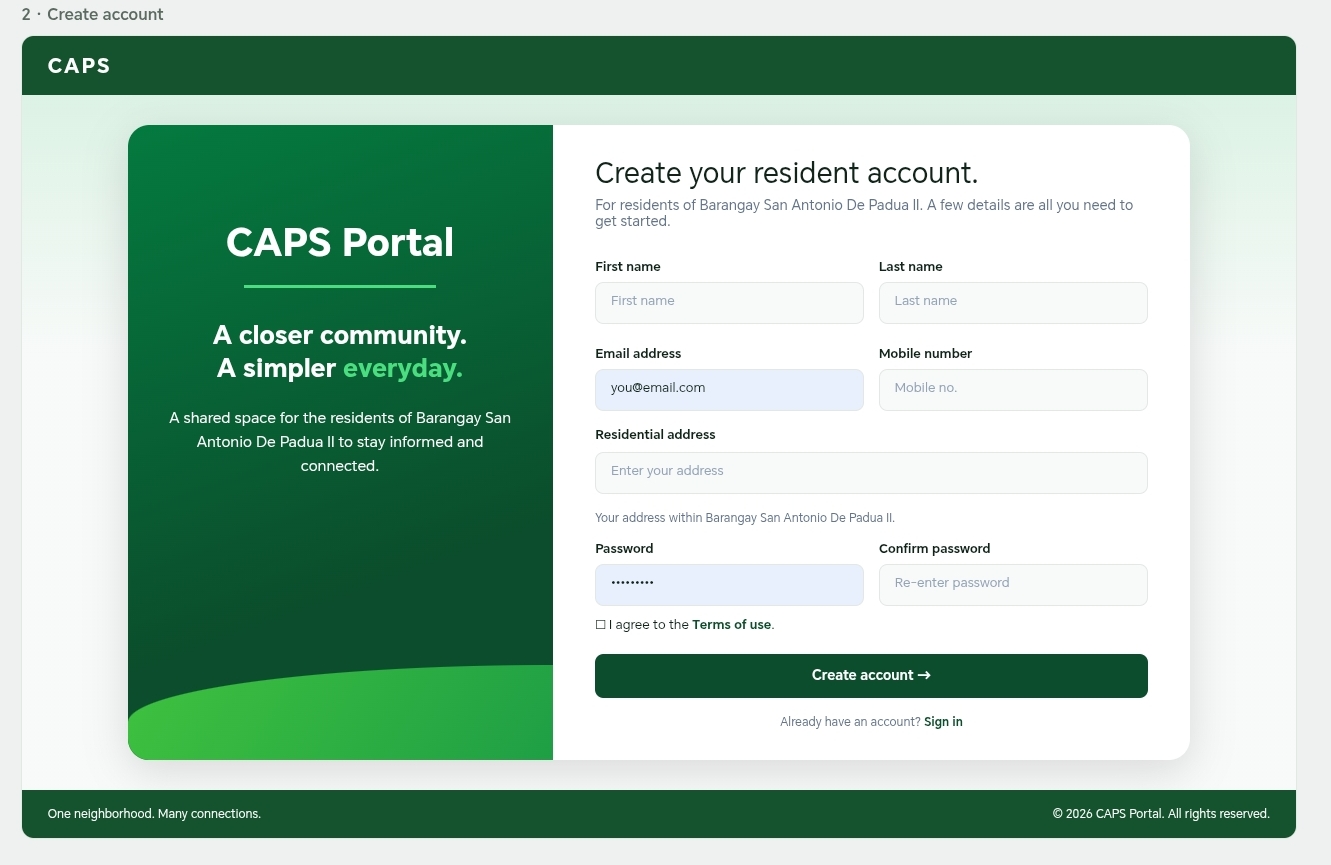 2 · Create account
CAPS
CAPS Portal
A closer community.
A simpler everyday.
A shared space for the residents of Barangay San
Antonio De Padua II to stay informed and
connected.
Create your resident account.
For residents of Barangay San Antonio De Padua II. A few details are all you need to
get started.
First name
Last name
First name
Last name
Email address
Mobile number
you@email.com
Mobile no.
Residential address
Enter your address
Your address within Barangay San Antonio De Padua II.
Password
Confirm password
•••••••••
Re-enter password
☐ I agree to the Terms of use.
Create account →
Already have an account? Sign in
One neighborhood. Many connections.
© 2026 CAPS Portal. All rights reserved.